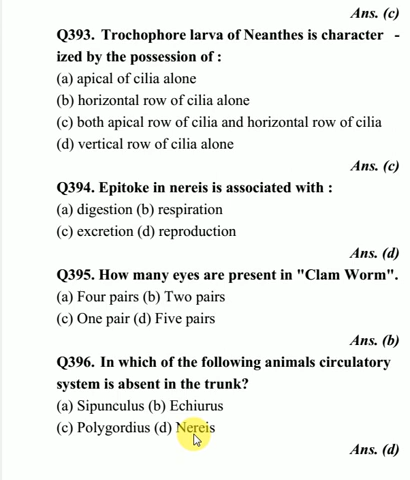 Ans. (c)
Q393. Trochophore larva of Neanthes is character -
ized by the possession of :
(a) apical of cilia alone
(b) horizontal row of cilia alone
(c) both apical row of cilia and horizontal row of cilia
(d) vertical row of cilia alone
Ans. (c)
Q394. Epitoke in nereis is associated with :
(a) digestion (b) respiration
(c) excretion (d) reproduction
Ans. (d)
Q395. How many eyes are present in "Clam Worm".
(a) Four pairs (b) Two pairs
(c) One pair (d) Five pairs
Ans. (b)
Q396. In which of the following animals circulatory
system is absent in the trunk?
(a) Sipunculus (b) Echiurus
(c) Polygordius (d) Nereis
Ans. (d)